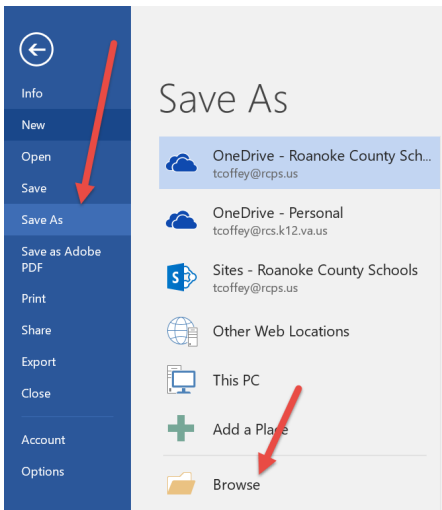 Info
New
Open
Save
Save As
Save as Adobe
PDF
Print
Share
Export
Close
Account
Options
Save As
OneDrive - Roanoke County Sch...
tcoffey@rcps.us
OneDrive - Personal
tcoffey@rcs.k12.va.us
S
Sites - Roanoke County Schools
tcoffey@rcps.us
Other Web Locations
This PC
Add a Place
Browse